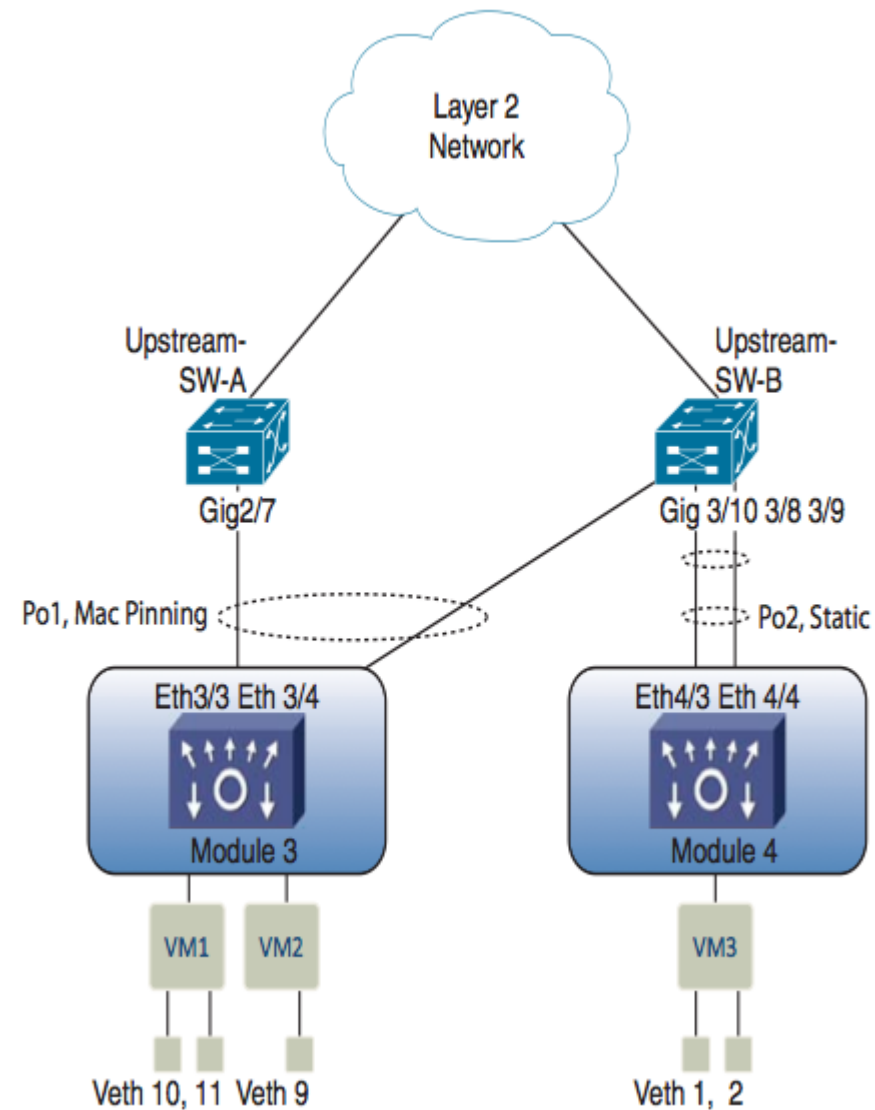 Layer 2
Network
Upstream-
SW-A
Upstream-
SW-B
Gig2/7
Gig 3/10 3/8 3/9
Po1, Mac Pinning
Po2, Static
Eth3/3 Eth 3/4
Eth4/3 Eth 4/4
Module 3
Module 4
VM1
VM2
VM3
Veth 10, 11 Veth 9
Veth 1, 2